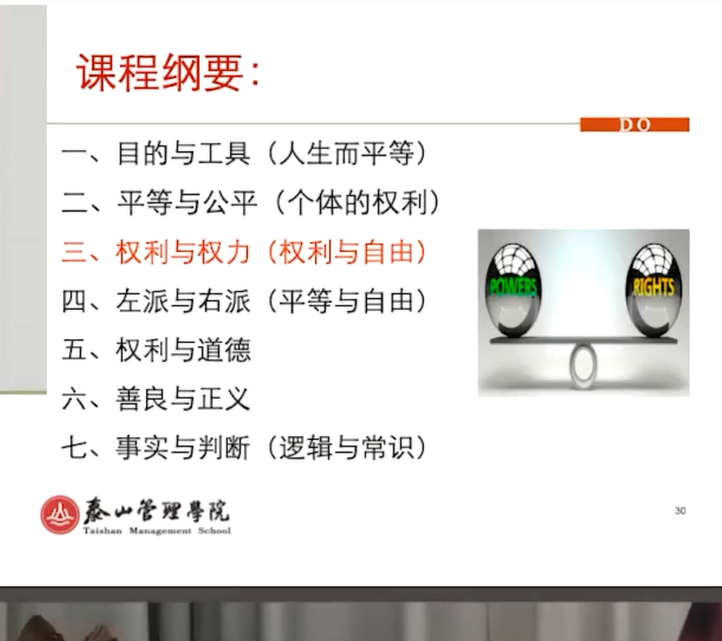 课程纲要：
DO
一、目的与工具（人生而平等）
二、平等与公平（个体的权利）
三、权利与权力（权利与自由）
四、左派与右派（平等与自由）
五、权利与道德
六、善良与正义
七、事实与判断（逻辑与常识）
POWERS
RIGHTS
泰山管理學院
Taishan Management School
30